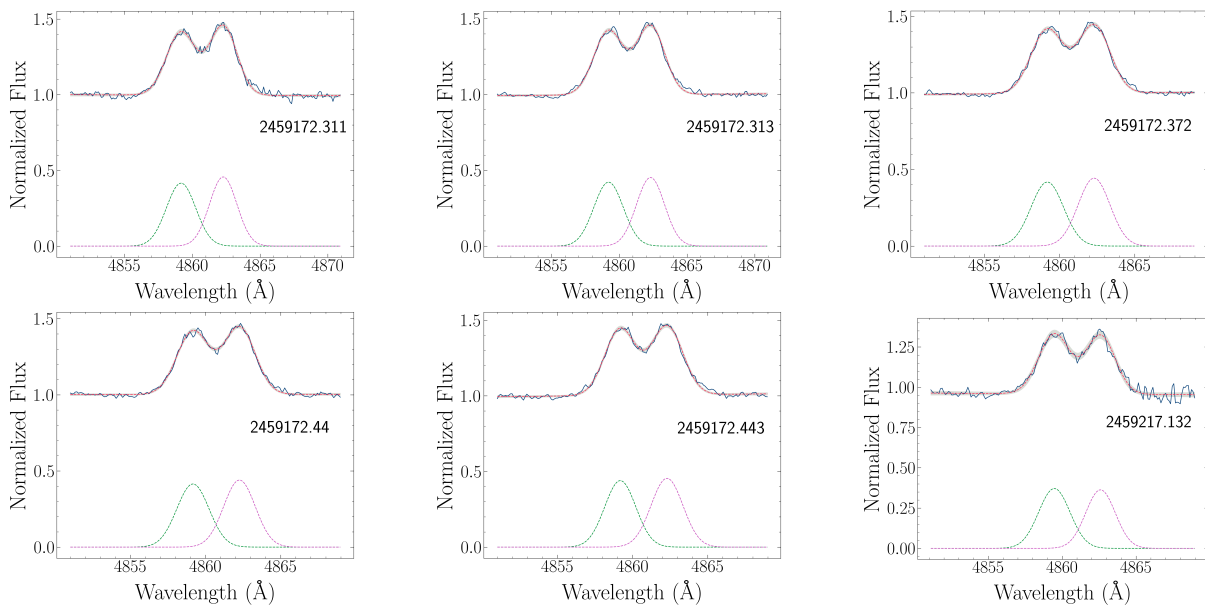 1.5
1.0
0.5
0.0
Normalized Flux
2459172.311
4855 4860 4865 4870
Wavelength (Å)
1.5
1.0
0.5
0.0
Normalized Flux
2459172.313
4855 4860 4865 4870
Wavelength (Å)
1.5
1.0
0.5
0.0
Normalized Flux
2459172.372
4855 4860 4865
Wavelength (Å)
1.5
1.0
0.5
0.0
Normalized Flux
2459172.44
4855 4860 4865
Wavelength (Å)
1.5
1.0
0.5
0.0
Normalized Flux
2459172.443
4855 4860 4865
Wavelength (Å)
1.25
1.00
0.75
0.50
0.25
0.00
Normalized Flux
2459217.132
4855 4860 4865
Wavelength (Å)